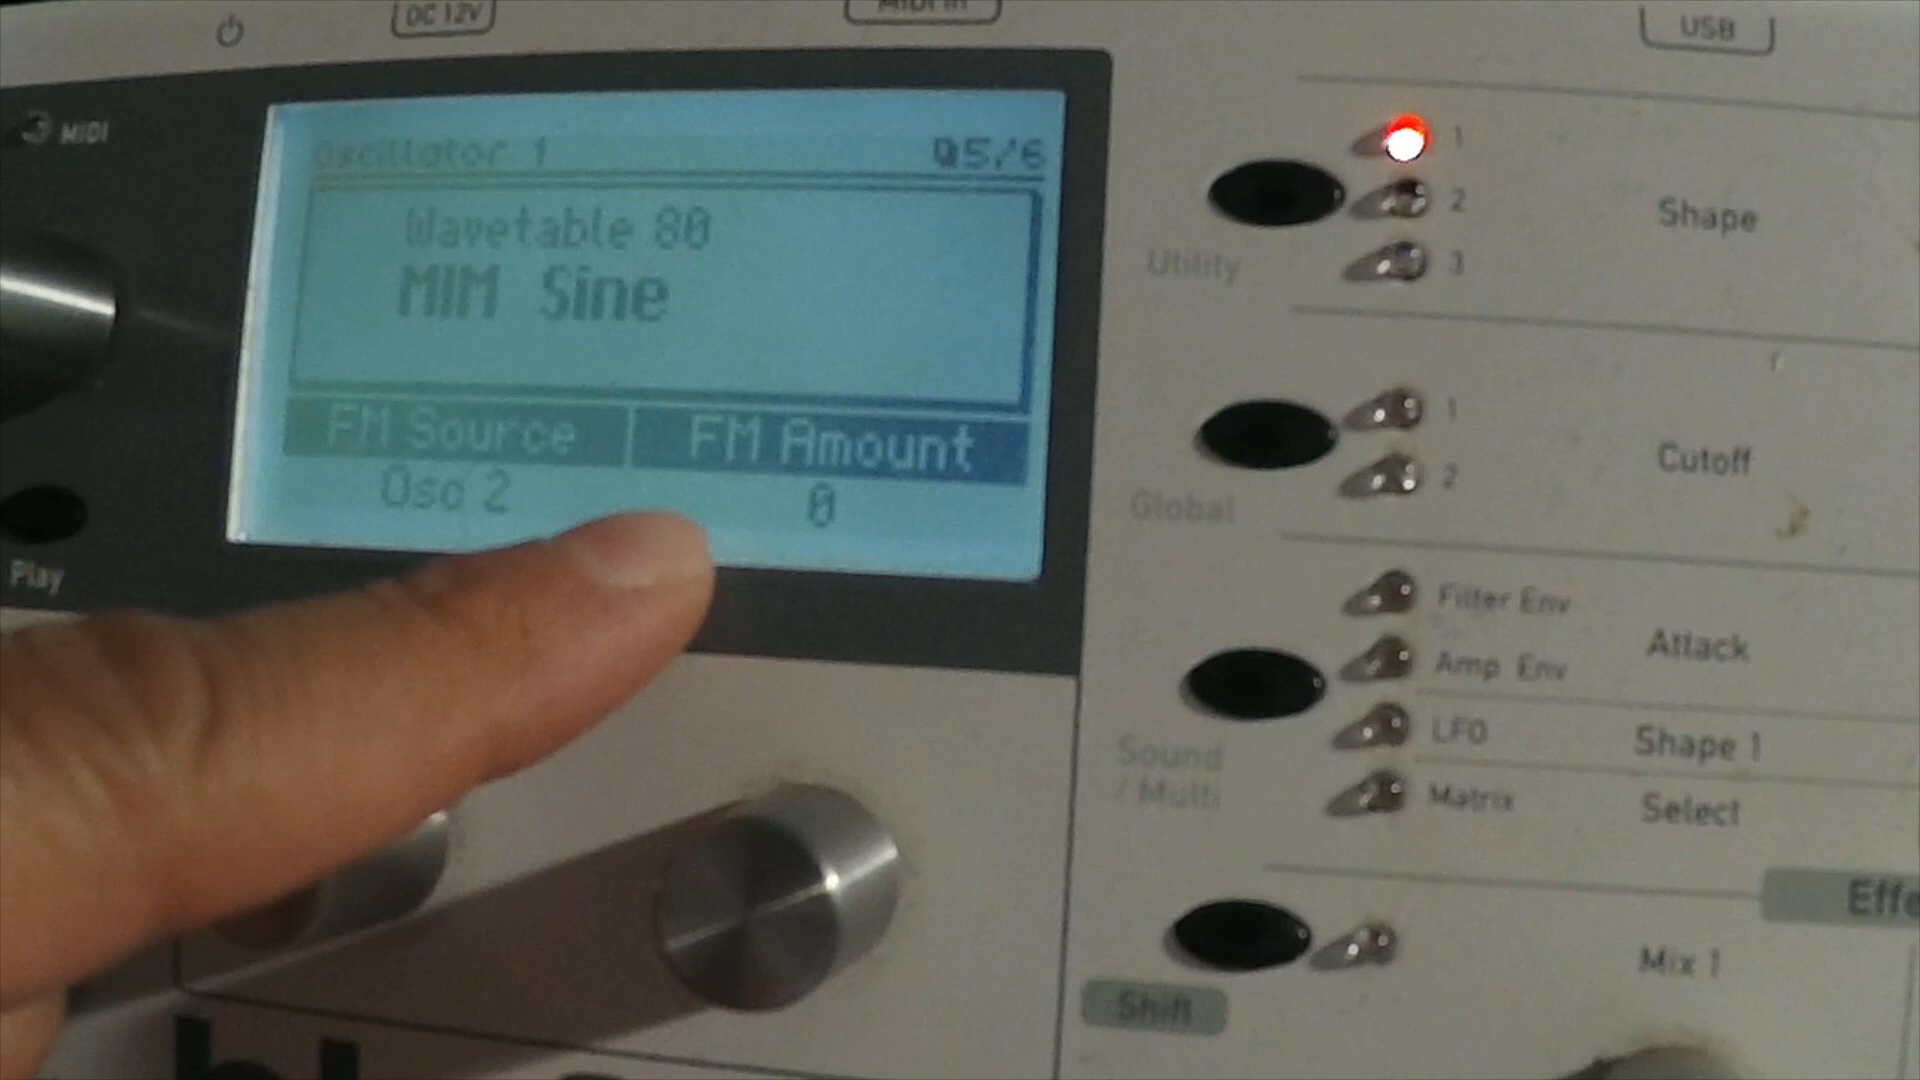 DC 12V
MIDI In
USB
MIDI
Oscillator 1 5/6
Wavetable 80
MIM Sine
FM Source FM Amount
Osc 2 0
Play
1
2
3
Shape
Utility
1
2
Cutoff
Global
Filter Env
Amp Env
Attack
LFO
Shape 1
Matrix
Select
Sound
/ Multi
Effe
Mix 1
Shift